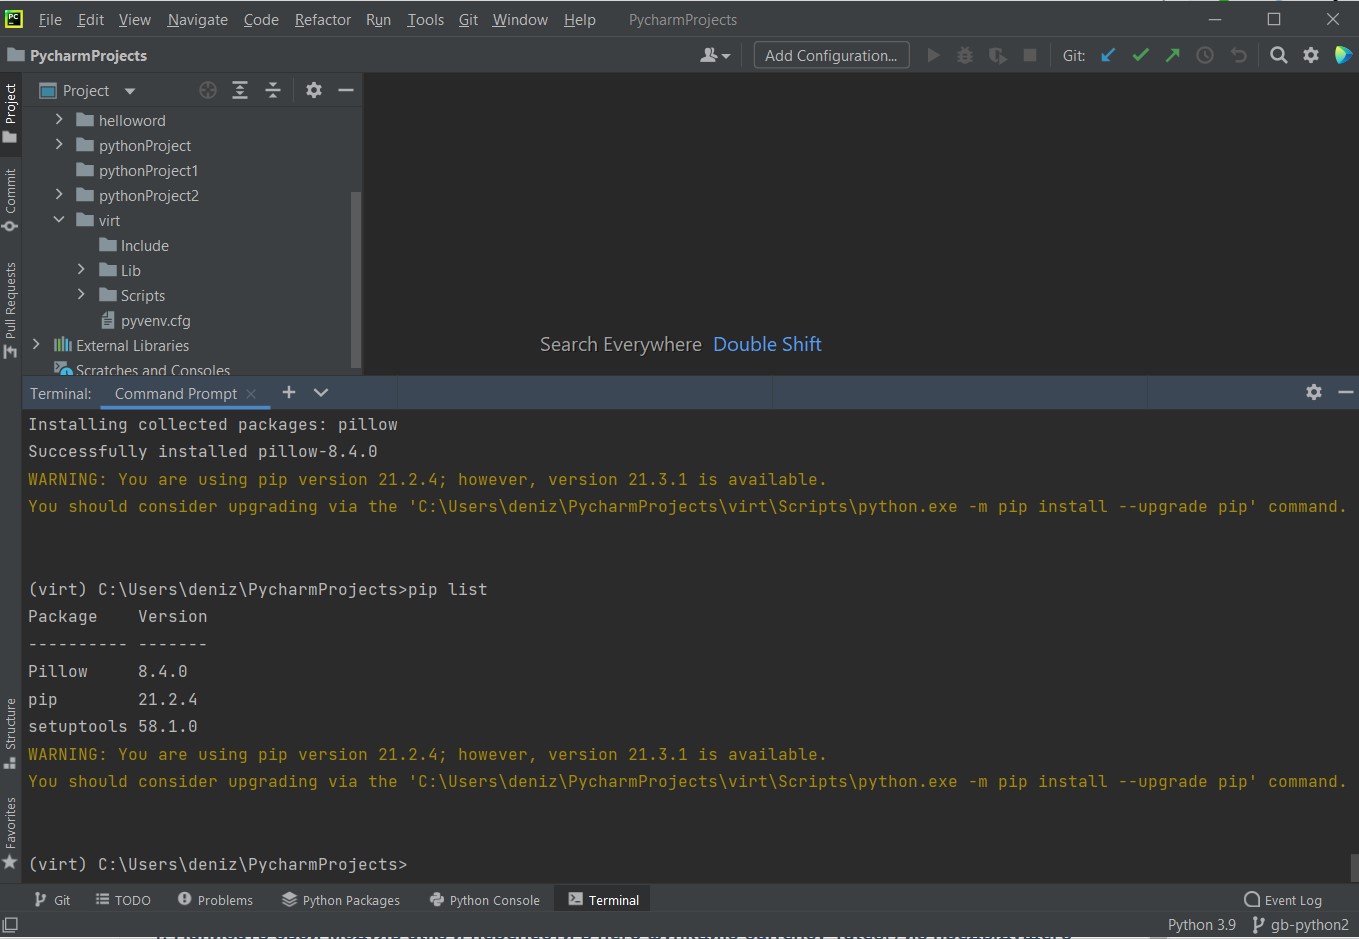 PC
File Edit View Navigate Code Refactor Run Tools Git Window Help PycharmProjects
PycharmProjects Add Configuration... Git:
Project
helloword
pythonProject
pythonProject1
pythonProject2
virt
Include
Lib
Scripts
pyvenv.cfg
External Libraries
Scratches and Consoles
Project
Commit
Pull Requests
Structure
Favorites
Search Everywhere Double Shift
Terminal: Command Prompt
Installing collected packages: pillow
Successfully installed pillow-8.4.0
WARNING: You are using pip version 21.2.4; however, version 21.3.1 is available.
You should consider upgrading via the 'C:\Users\deniz\PycharmProjects\virt\Scripts\python.exe -m pip install --upgrade pip' command.
(virt) C:\Users\deniz\PycharmProjects>pip list
Package    Version
---------- -------
Pillow     8.4.0
pip        21.2.4
setuptools 58.1.0
WARNING: You are using pip version 21.2.4; however, version 21.3.1 is available.
You should consider upgrading via the 'C:\Users\deniz\PycharmProjects\virt\Scripts\python.exe -m pip install --upgrade pip' command.
(virt) C:\Users\deniz\PycharmProjects>
Git TODO Problems Python Packages Python Console Terminal Event Log
Python 3.9 gb-python2